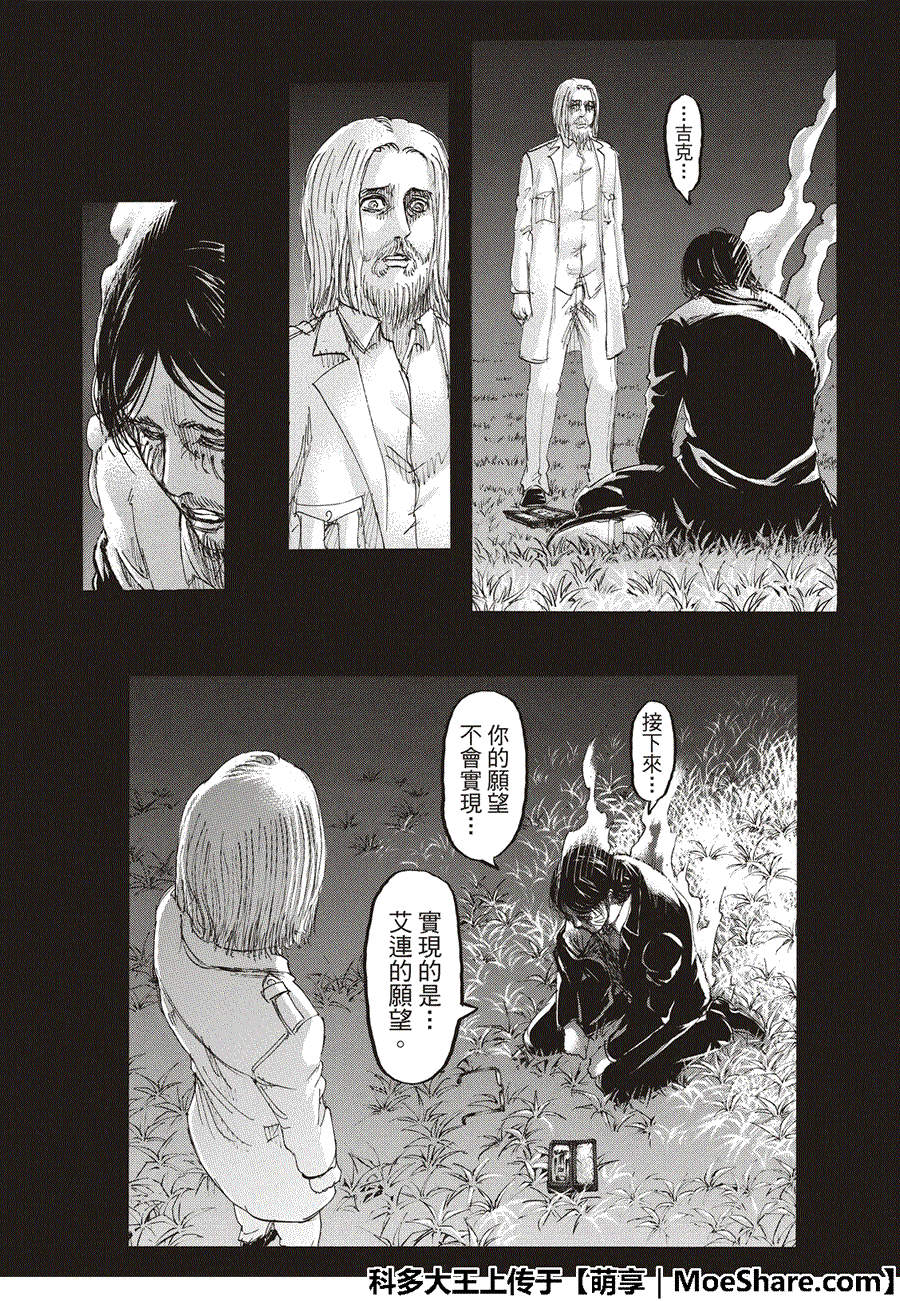 …吉克…
接下來…
你的願望
不會實現…
實現的是…
艾連的願望。
科多大王上传于【萌享|MoeShare.com】